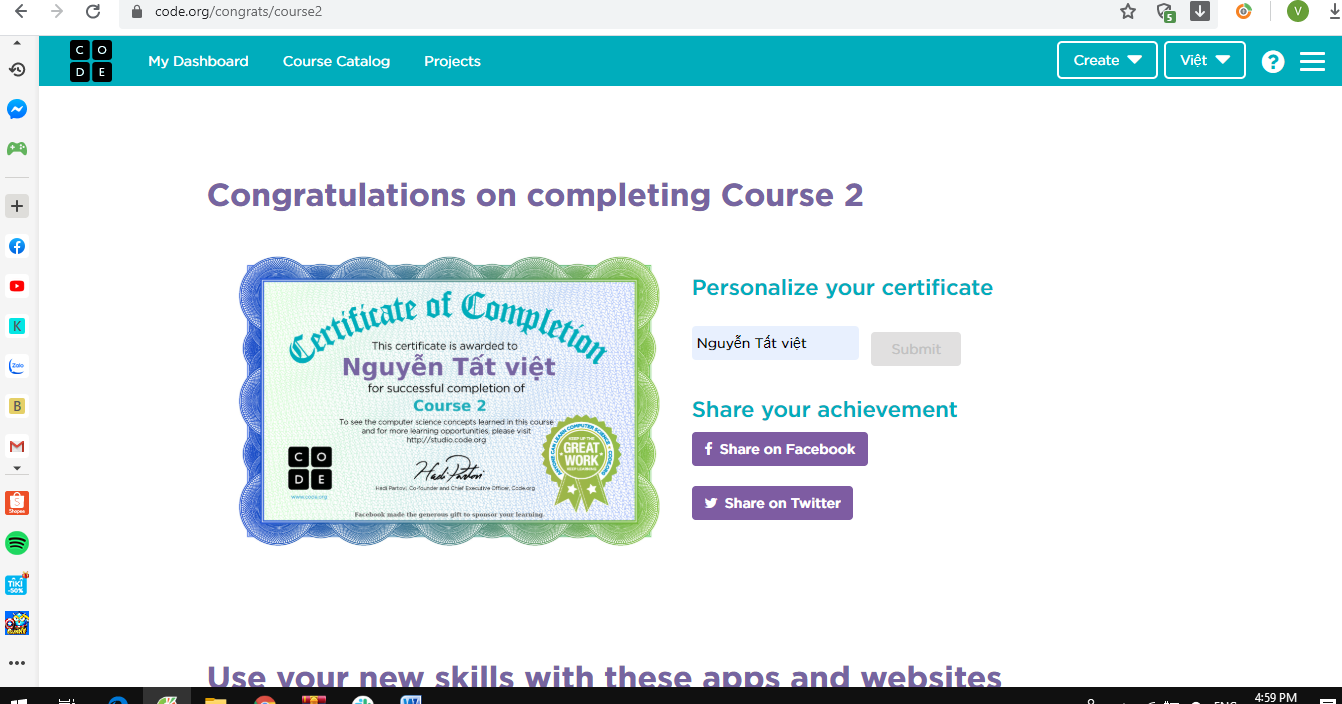 code.org/congrats/course2
5
V
C O
D E
My Dashboard
Course Catalog
Projects
Create
Việt
?
Congratulations on completing Course 2
Certificate of Completion
This certificate is awarded to
Nguyễn Tất việt
for successful completion of
Course 2
To see the computer science concepts learned in this course
and for more learning opportunities, please visit
http://studio.code.org
C O
D E
www.code.org
Hadi Partovi
Hadi Partovi, Co-founder and Chief Executive Officer, Code.org
ANYONE CAN LEARN COMPUTER SCIENCE
CODE.ORG
KEEP UP THE
GREAT
WORK
KEEP LEARNING
Facebook made the generous gift to sponsor your learning.
Personalize your certificate
Nguyễn Tất việt
Submit
Share your achievement
Share on Facebook
Share on Twitter
Use your new skills with these apps and websites
K
Zalo
B
Shopee
TIKI
-50%
ENG
4:59 PM